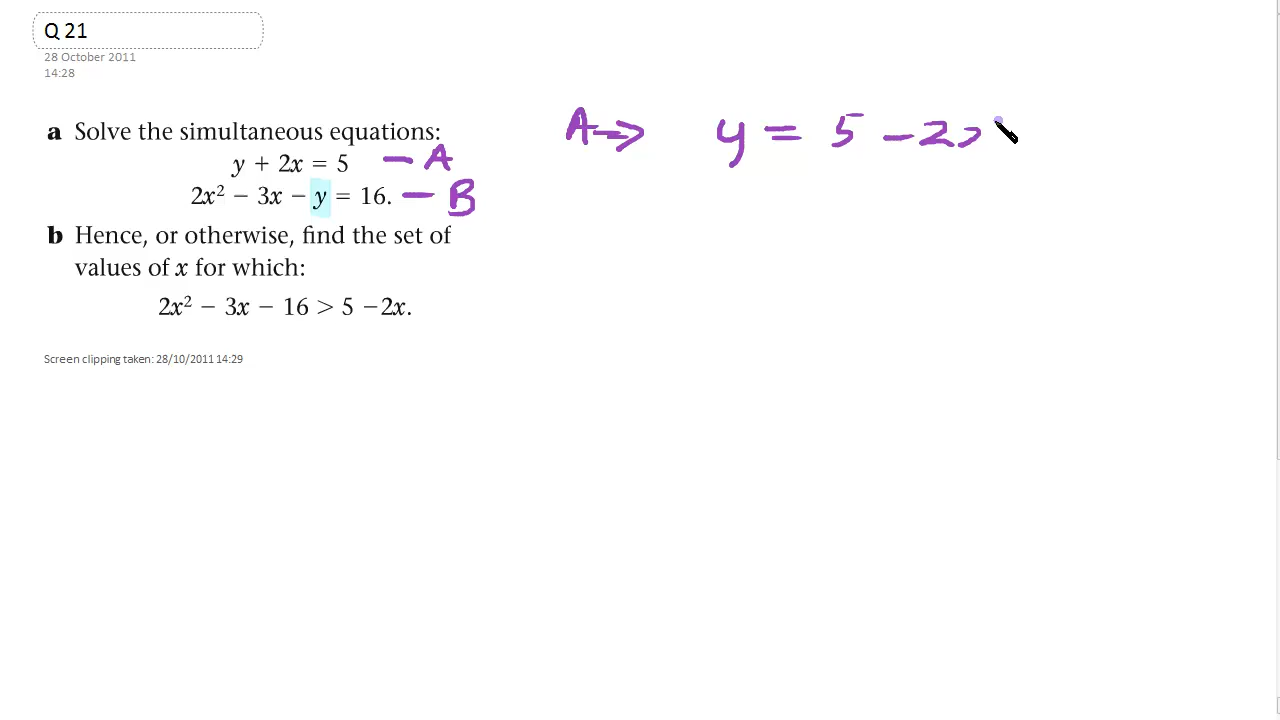 Q 21
28 October 2011
14:28
a Solve the simultaneous equations:
y + 2x = 5 — A
2x² − 3x − y = 16. — B
b Hence, or otherwise, find the set of
values of x for which:
2x² − 3x − 16 > 5 −2x.
Screen clipping taken: 28/10/2011 14:29
A ⇒ y = 5 − 2x